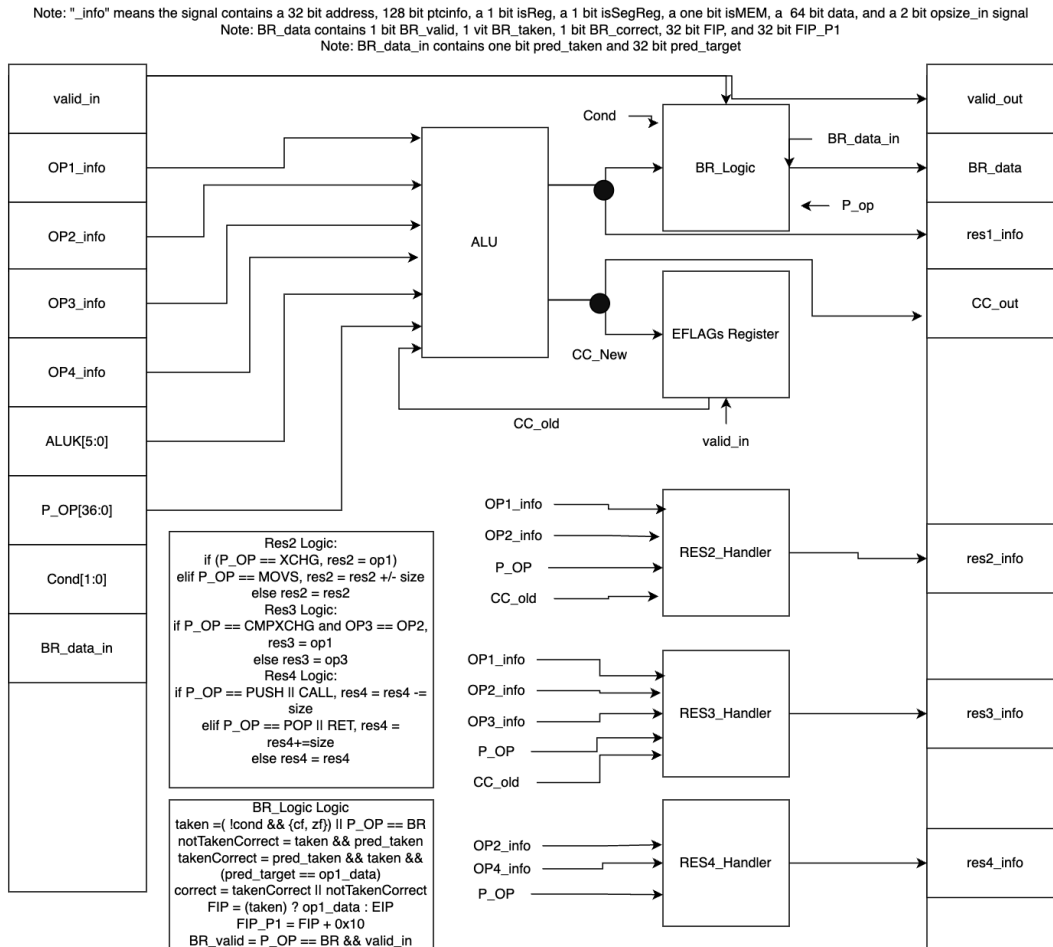 Note: "_info" means the signal contains a 32 bit address, 128 bit ptcinfo, a 1 bit isReg, a 1 bit isSegReg, a one bit isMEM, a  64 bit data, and a 2 bit opsize_in signal
Note: BR_data contains 1 bit BR_valid, 1 vit BR_taken, 1 bit BR_correct, 32 bit FIP, and 32 bit FIP_P1
Note: BR_data_in contains one bit pred_taken and 32 bit pred_target
valid_in
OP1_info
OP2_info
OP3_info
OP4_info
ALUK[5:0]
P_OP[36:0]
Cond[1:0]
BR_data_in
ALU
Cond
BR_Logic
BR_data_in
P_op
CC_New
EFLAGs Register
CC_old
valid_in
valid_out
BR_data
res1_info
CC_out
OP1_info
OP2_info
P_OP
CC_old
RES2_Handler
res2_info
OP1_info
OP2_info
OP3_info
P_OP
CC_old
RES3_Handler
res3_info
OP2_info
OP4_info
P_OP
RES4_Handler
res4_info
Res2 Logic:
if (P_OP == XCHG, res2 = op1)
elif P_OP == MOVS, res2 = res2 +/- size
else res2 = res2
Res3 Logic:
if P_OP == CMPXCHG and OP3 == OP2,
res3 = op1
else res3 = op3
Res4 Logic:
if P_OP == PUSH || CALL, res4 = res4 -=
size
elif P_OP == POP || RET, res4 =
res4+=size
else res4 = res4
BR_Logic Logic
taken =( !cond && {cf, zf}) || P_OP == BR
notTakenCorrect = taken && pred_taken
takenCorrect = pred_taken && taken &&
(pred_target == op1_data)
correct = takenCorrect || notTakenCorrect
FIP = (taken) ? op1_data : EIP
FIP_P1 = FIP + 0x10
BR_valid = P_OP == BR && valid_in